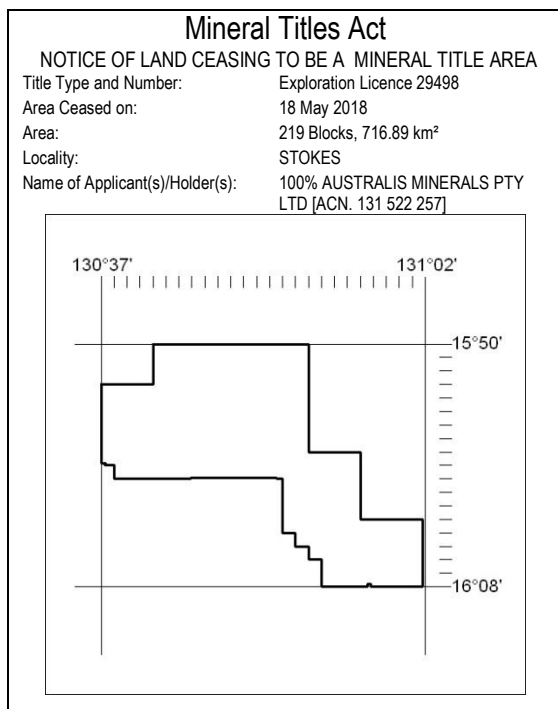 Mineral Titles Act
NOTICE OF LAND CEASING TO BE A MINERAL TITLE AREA
Title Type and Number: Exploration Licence 29498
Area Ceased on: 18 May 2018
Area: 219 Blocks, 716.89 km²
Locality: STOKES
Name of Applicant(s)/Holder(s): 100% AUSTRALIS MINERALS PTY
LTD [ACN. 131 522 257]
130°37' 131°02'
15°50'
16°08'